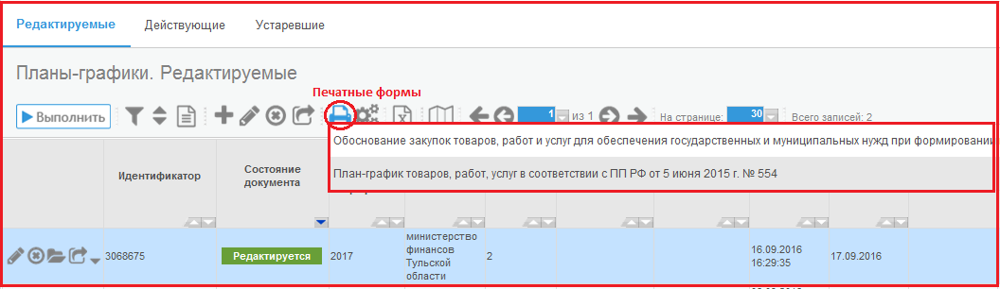 Редактируемые Действующие Устаревшие
Планы-графики. Редактируемые
Печатные формы
Выполнить 1 из 1 На странице: 30 Всего записей: 2
Обоснование закупок товаров, работ и услуг для обеспечения государственных и муниципальных нужд при формировании
План-график товаров, работ, услуг в соответствии с ПП РФ от 5 июня 2015 г. № 554
Идентификатор Состояние
документа
министерство
финансов
Тульской
области
3068675 Редактируется 2017 2 16.09.2016
16:29:35 17.09.2016